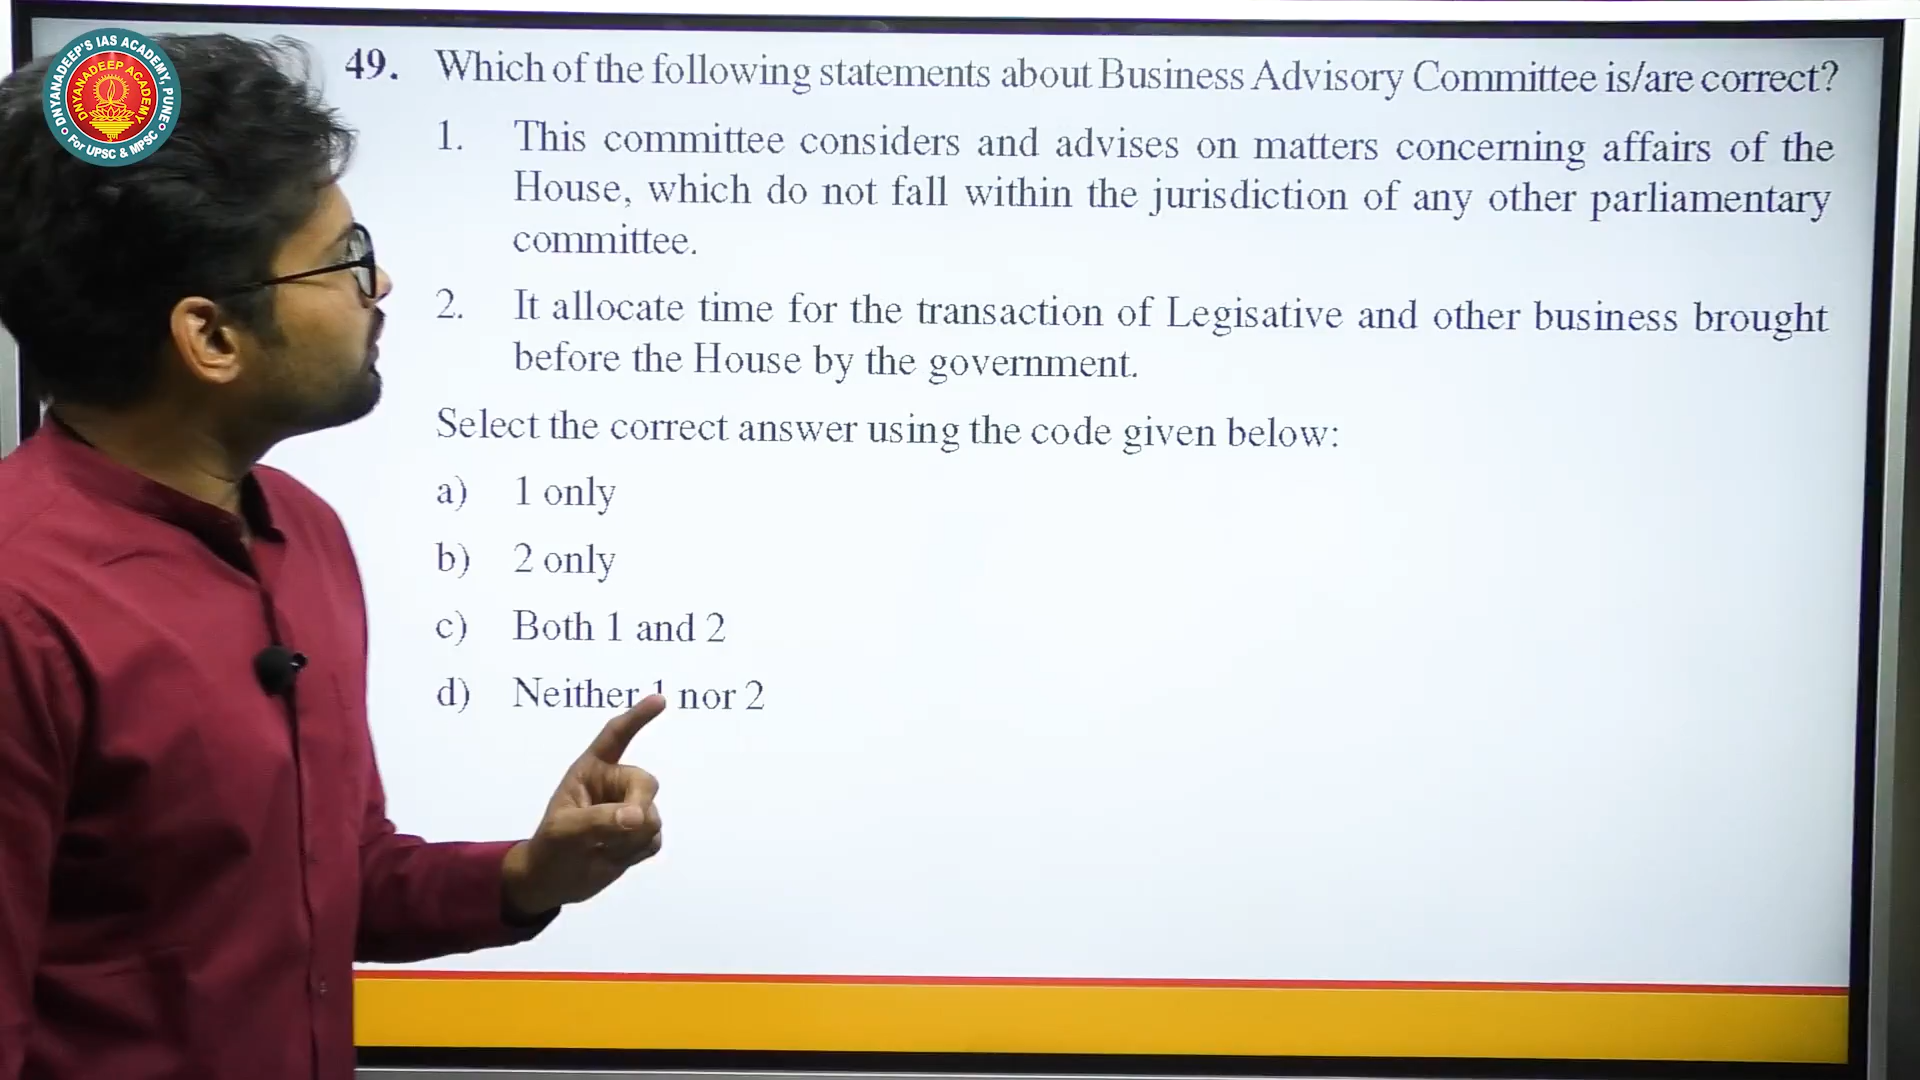 DNYANADEEP'S IAS ACADEMY, PUNE
DNYANADEEP ACADEMY
For UPSC & MPSC
49. Which of the following statements about Business Advisory Committee is/are correct?
1. This committee considers and advises on matters concerning affairs of the
House, which do not fall within the jurisdiction of any other parliamentary
committee.
2. It allocate time for the transaction of Legisative and other business brought
before the House by the government.
Select the correct answer using the code given below:
a) 1 only
b) 2 only
c) Both 1 and 2
d) Neither 1 nor 2